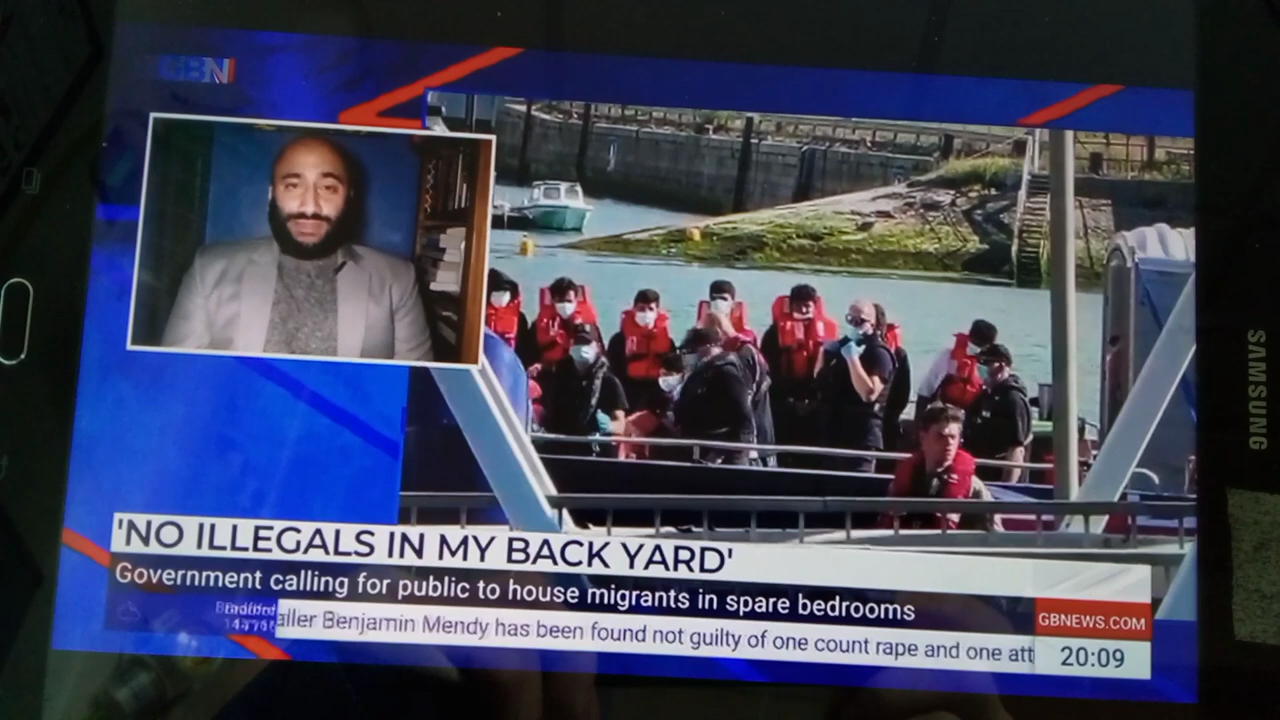 GBN
'NO ILLEGALS IN MY BACK YARD'
Government calling for public to house migrants in spare bedrooms
aller Benjamin Mendy has been found not guilty of one count rape and one att
GBNEWS.COM
20:09
SAMSUNG